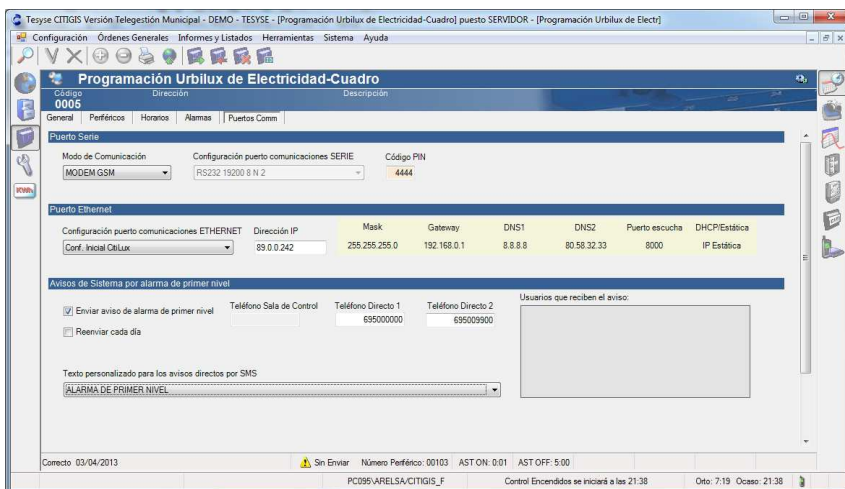 Tesyse CITIGIS Versión Telegestión Municipal - DEMO - TESYSE - [Programación Urbilux de Electricidad-Cuadro] puesto SERVIDOR - [Programación Urbilux de Electr]
Configuración Órdenes Generales Informes y Listados Herramientas Sistema Ayuda
Programación Urbilux de Electricidad-Cuadro
Código Dirección Descripción
0005
General Periféricos Horarios Alarmas Puertos Comm
Puerto Serie
Modo de Comunicación Configuración puerto comunicaciones SERIE Código PIN
MODEM GSM RS232 19200 8 N 2 4444
KWh
Puerto Ethernet
Configuración puerto comunicaciones ETHERNET Dirección IP Mask Gateway DNS1 DNS2 Puerto escucha DHCP/Estática
Conf. Inicial CitiLux 89.0.0.242 255.255.255.0 192.168.0.1 8.8.8.8 80.58.32.33 8000 IP Estática
Avisos de Sistema por alarma de primer nivel
Enviar aviso de alarma de primer nivel Teléfono Sala de Control Teléfono Directo 1 Teléfono Directo 2 Usuarios que reciben el aviso:
695000000 695009900
Reenviar cada día
Texto personalizado para los avisos directos por SMS
ALARMA DE PRIMER NIVEL
Correcto 03/04/2013 Sin Enviar Número Periférico: 00103 AST ON: 0:01 AST OFF: 5:00
PC095\ARELSA/CITIGIS_F Control Encendidos se iniciará a las 21:38 Orto: 7:19 Ocaso: 21:38